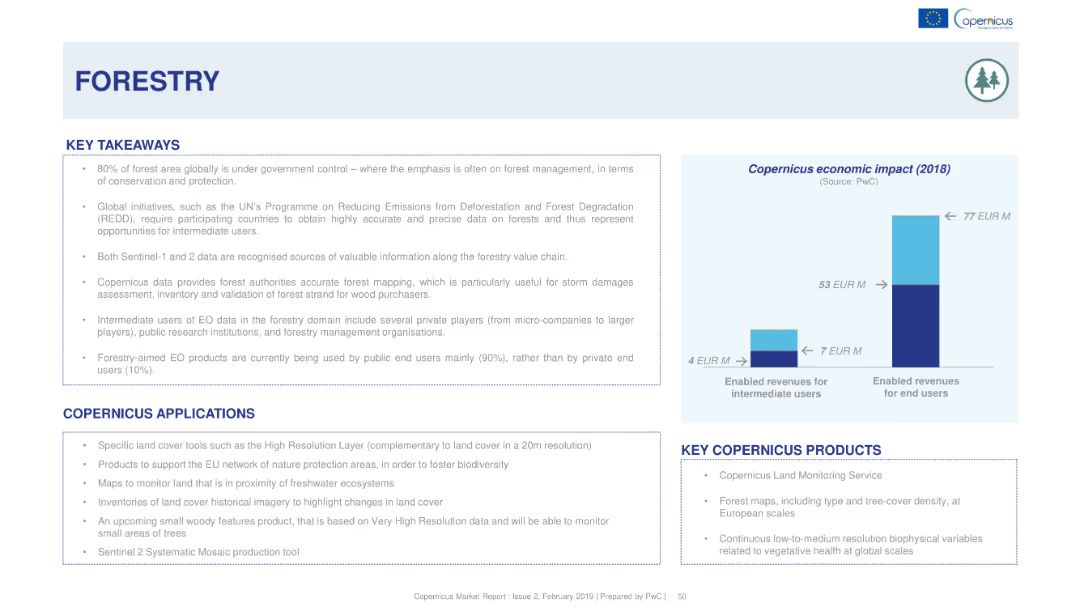 Copernicus
FORESTRY
KEY TAKEAWAYS
• 80% of forest area globally is under government control – where the emphasis is often on forest management, in terms
of conservation and protection.
• Global initiatives, such as the UN's Programme on Reducing Emissions from Deforestation and Forest Degradation
(REDD), require participating countries to obtain highly accurate and precise data on forests and thus represent
opportunities for intermediate users.
• Both Sentinel-1 and 2 data are recognised sources of valuable information along the forestry value chain.
• Copernicus data provides forest authorities accurate forest mapping, which is particularly useful for storm damages
assessment, inventory and validation of forest strand for wood purchasers.
• Intermediate users of EO data in the forestry domain include several private players (from micro-companies to larger
players), public research institutions, and forestry management organisations.
• Forestry-aimed EO products are currently being used by public end users mainly (90%), rather than by private end
users (10%).
COPERNICUS APPLICATIONS
• Specific land cover tools such as the High Resolution Layer (complementary to land cover in a 20m resolution)
• Products to support the EU network of nature protection areas, in order to foster biodiversity
• Maps to monitor land that is in proximity of freshwater ecosystems
• Inventories of land cover historical imagery to highlight changes in land cover
• An upcoming small woody features product, that is based on Very High Resolution data and will be able to monitor
small areas of trees
• Sentinel 2 Systematic Mosaic production tool
Copernicus economic impact (2018)
(Source: PwC)
77 EUR M
53 EUR M
7 EUR M
4 EUR M
Enabled revenues for
intermediate users
Enabled revenues
for end users
KEY COPERNICUS PRODUCTS
• Copernicus Land Monitoring Service
• Forest maps, including type and tree-cover density, at
European scales
• Continuous low-to-medium resolution biophysical variables
related to vegetative health at global scales
Copernicus Market Report: Issue 2, February 2019 | Prepared by PwC | 50